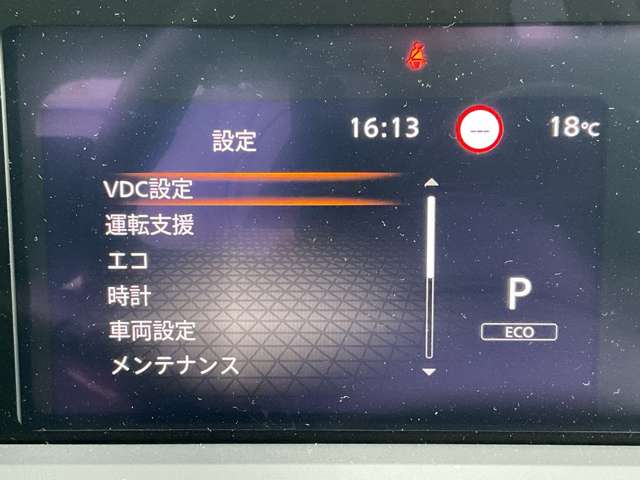 設定
16:13
---
18℃
VDC設定
運転支援
エコ
時計
車両設定
メンテナンス
P
ECO